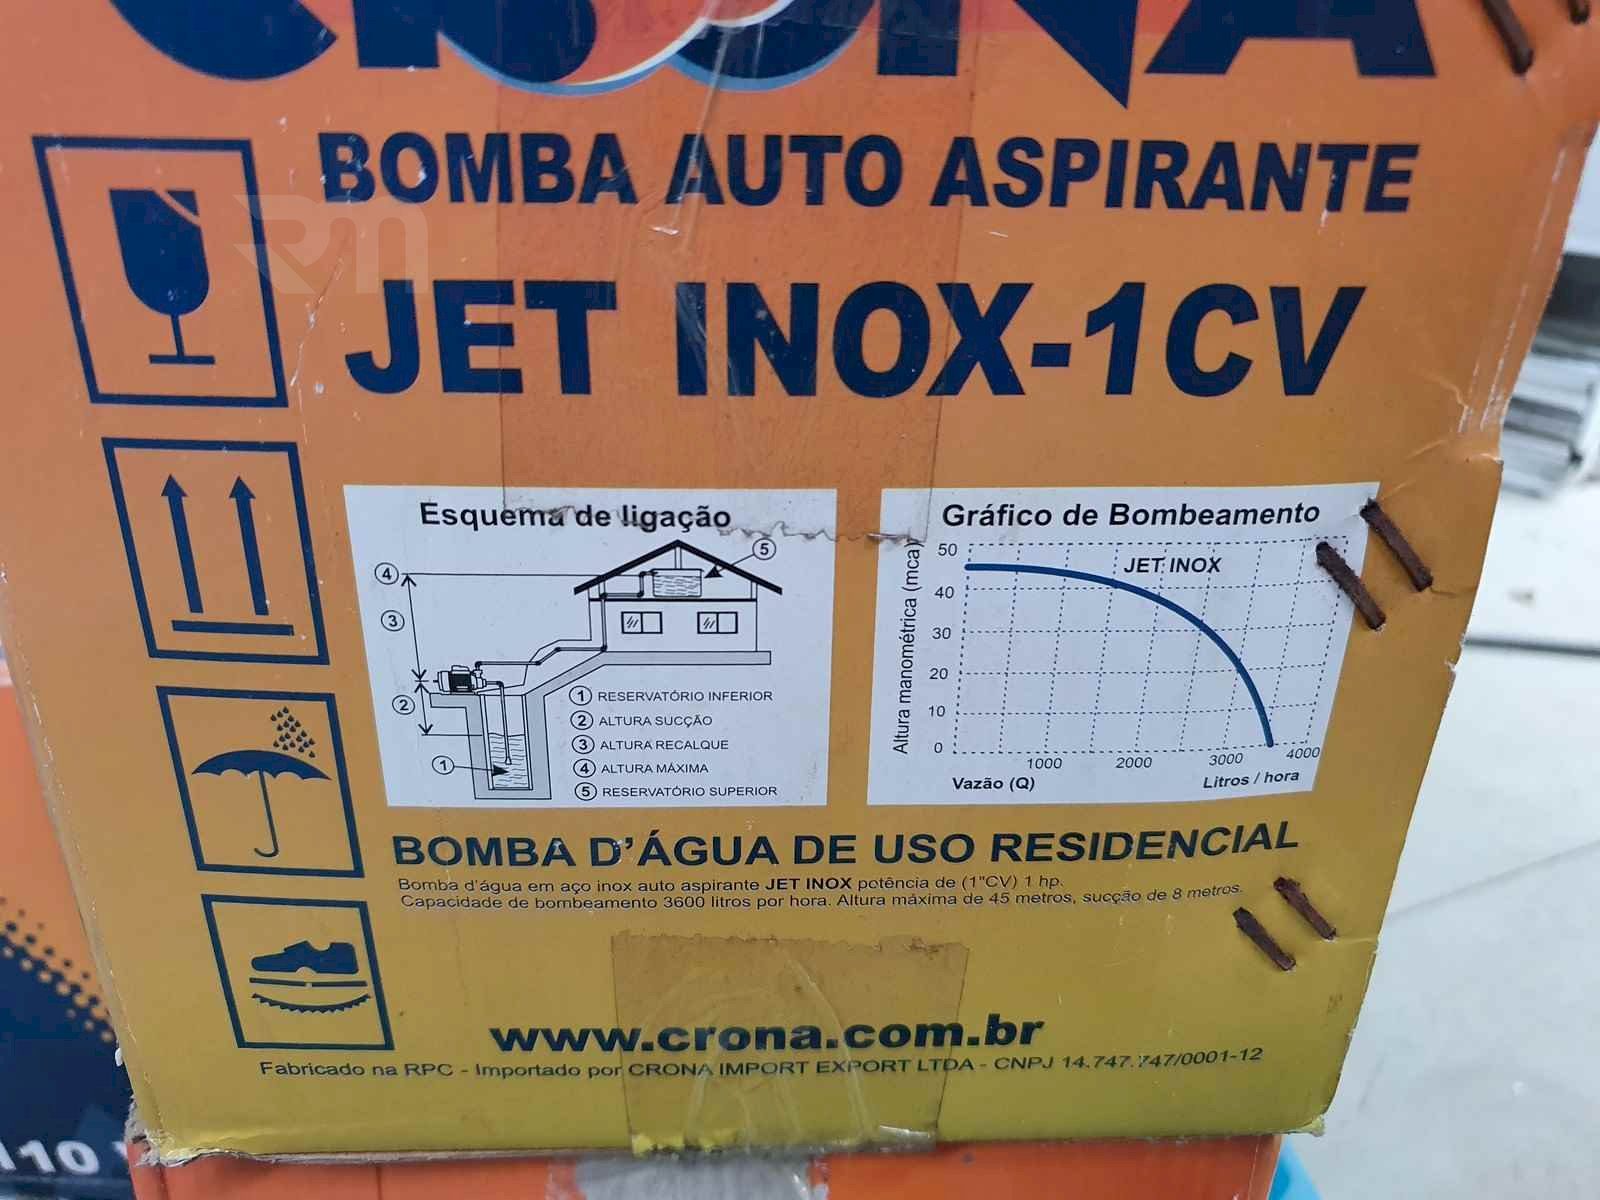 CRONA
BOMBA AUTO ASPIRANTE
JET INOX-1CV
Esquema de ligação
4
3
2
1
5
1 RESERVATÓRIO INFERIOR
2 ALTURA SUCÇÃO
3 ALTURA RECALQUE
4 ALTURA MÁXIMA
5 RESERVATÓRIO SUPERIOR
Gráfico de Bombeamento
JET INOX
Altura manométrica (mca)
50
40
30
20
10
0
1000 2000 3000 4000
Vazão (Q) Litros / hora
BOMBA D'ÁGUA DE USO RESIDENCIAL
Bomba d'água em aço inox auto aspirante JET INOX potência de (1"CV) 1 hp.
Capacidade de bombeamento 3600 litros por hora. Altura máxima de 45 metros, sucção de 8 metros.
www.crona.com.br
Fabricado na RPC - Importado por CRONA IMPORT EXPORT LTDA - CNPJ 14.747.747/0001-12
110 V
RM